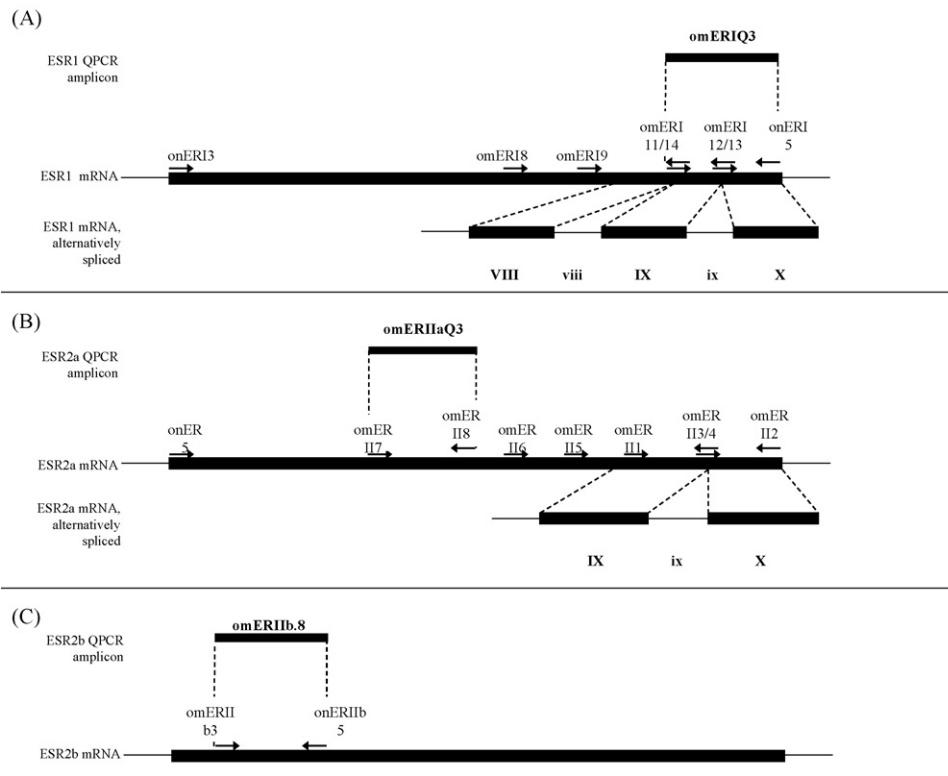 (A)
omERIQ3
ESR1 QPCR
amplicon
omERI
11/14
omERI
12/13
onERI
5
onERI3
omERI8
omERI9
ESR1 mRNA
ESR1 mRNA,
alternatively
spliced
VIII viii IX ix X
(B)
omERIIaQ3
ESR2a QPCR
amplicon
onER
5
omER
II7
omER
II8
omER
II6
omER
II5
omER
II1
omER
II3/4
omER
II2
ESR2a mRNA
ESR2a mRNA,
alternatively
spliced
IX ix X
(C)
omERIIb.8
ESR2b QPCR
amplicon
omERII
b3
onERIIb
5
ESR2b mRNA